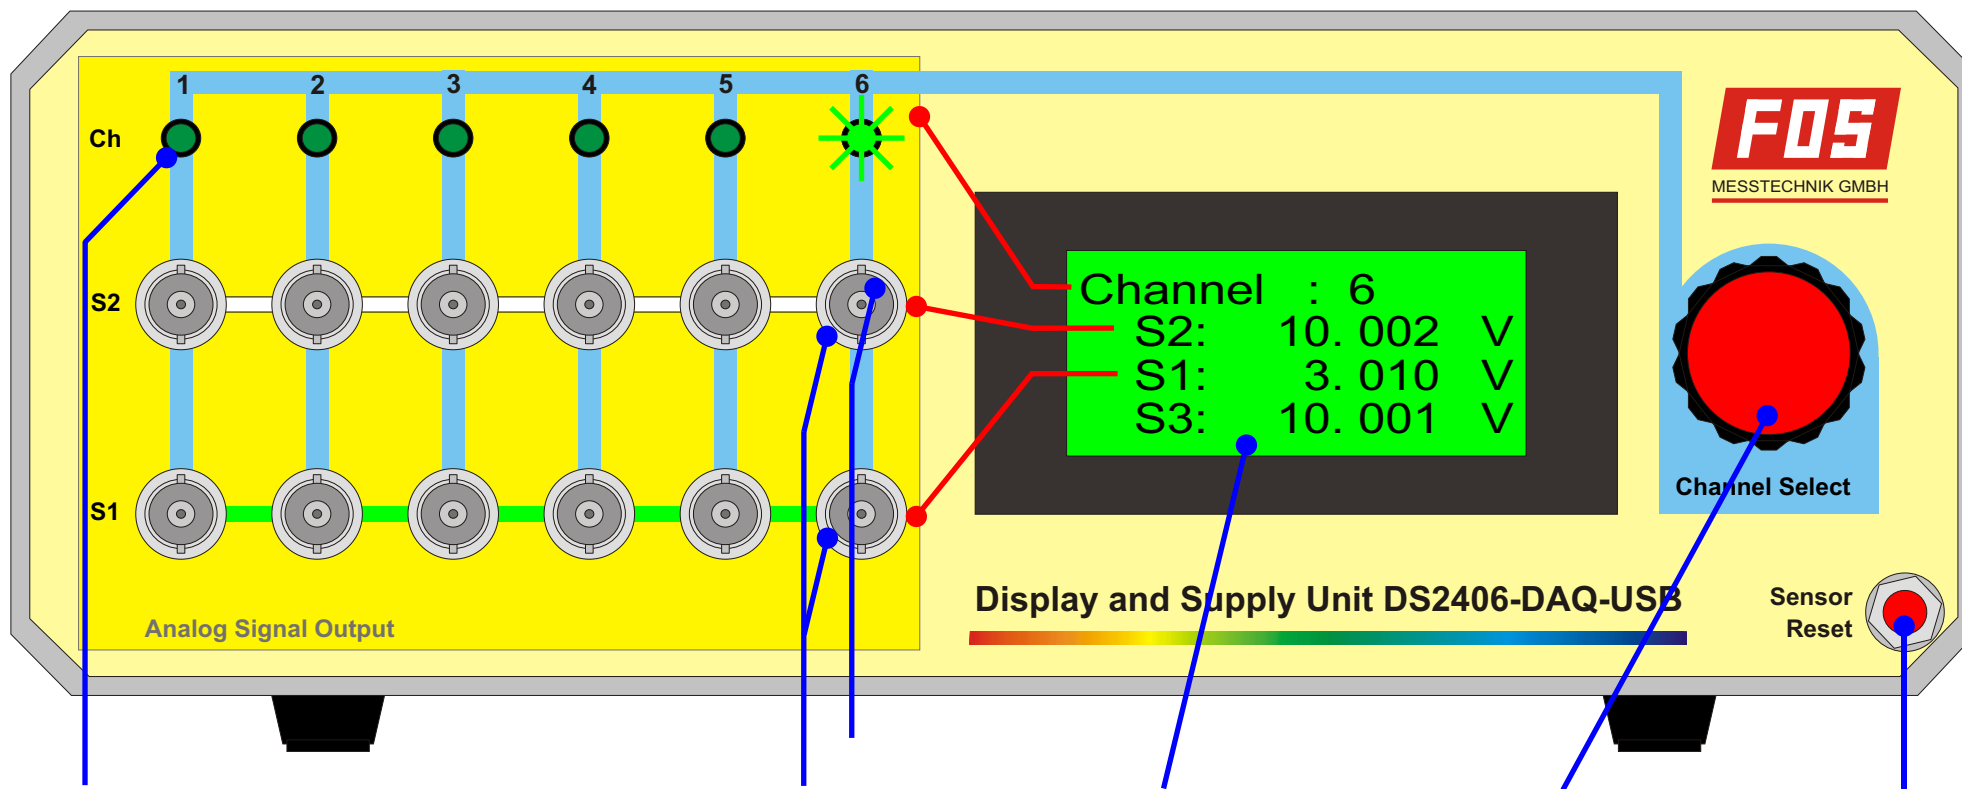 1 2 3 4 5 6
Ch
S2
S1
Analog Signal Output
Channel : 6
S2: 10. 002 V
S1: 3. 010 V
S3: 10. 001 V
FOS
MESSTECHNIK GMBH
Channel Select
Display and Supply Unit DS2406-DAQ-USB
Sensor
Reset